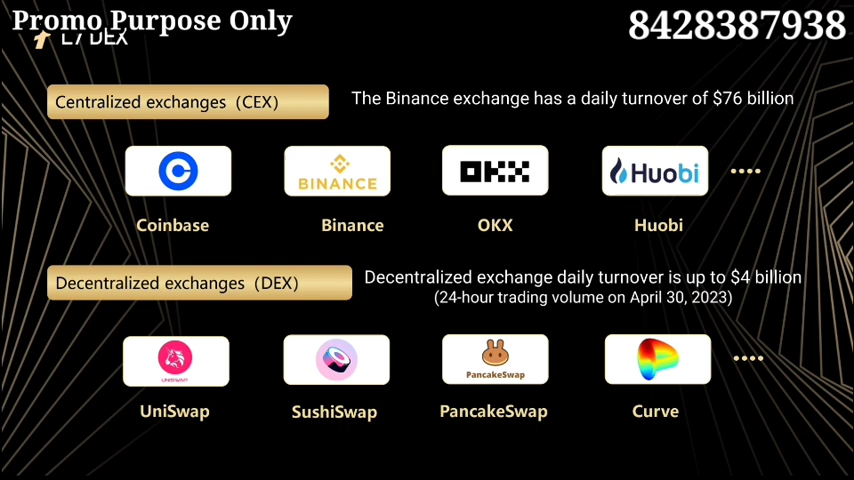 Promo Purpose Only
8428387938
Centralized exchanges（CEX）
The Binance exchange has a daily turnover of $76 billion
BINANCE
OKX
Huobi
Coinbase
Binance
OKX
Huobi
Decentralized exchanges（DEX）
Decentralized exchange daily turnover is up to $4 billion
(24-hour trading volume on April 30, 2023)
UNISWAP
PancakeSwap
UniSwap
SushiSwap
PancakeSwap
Curve